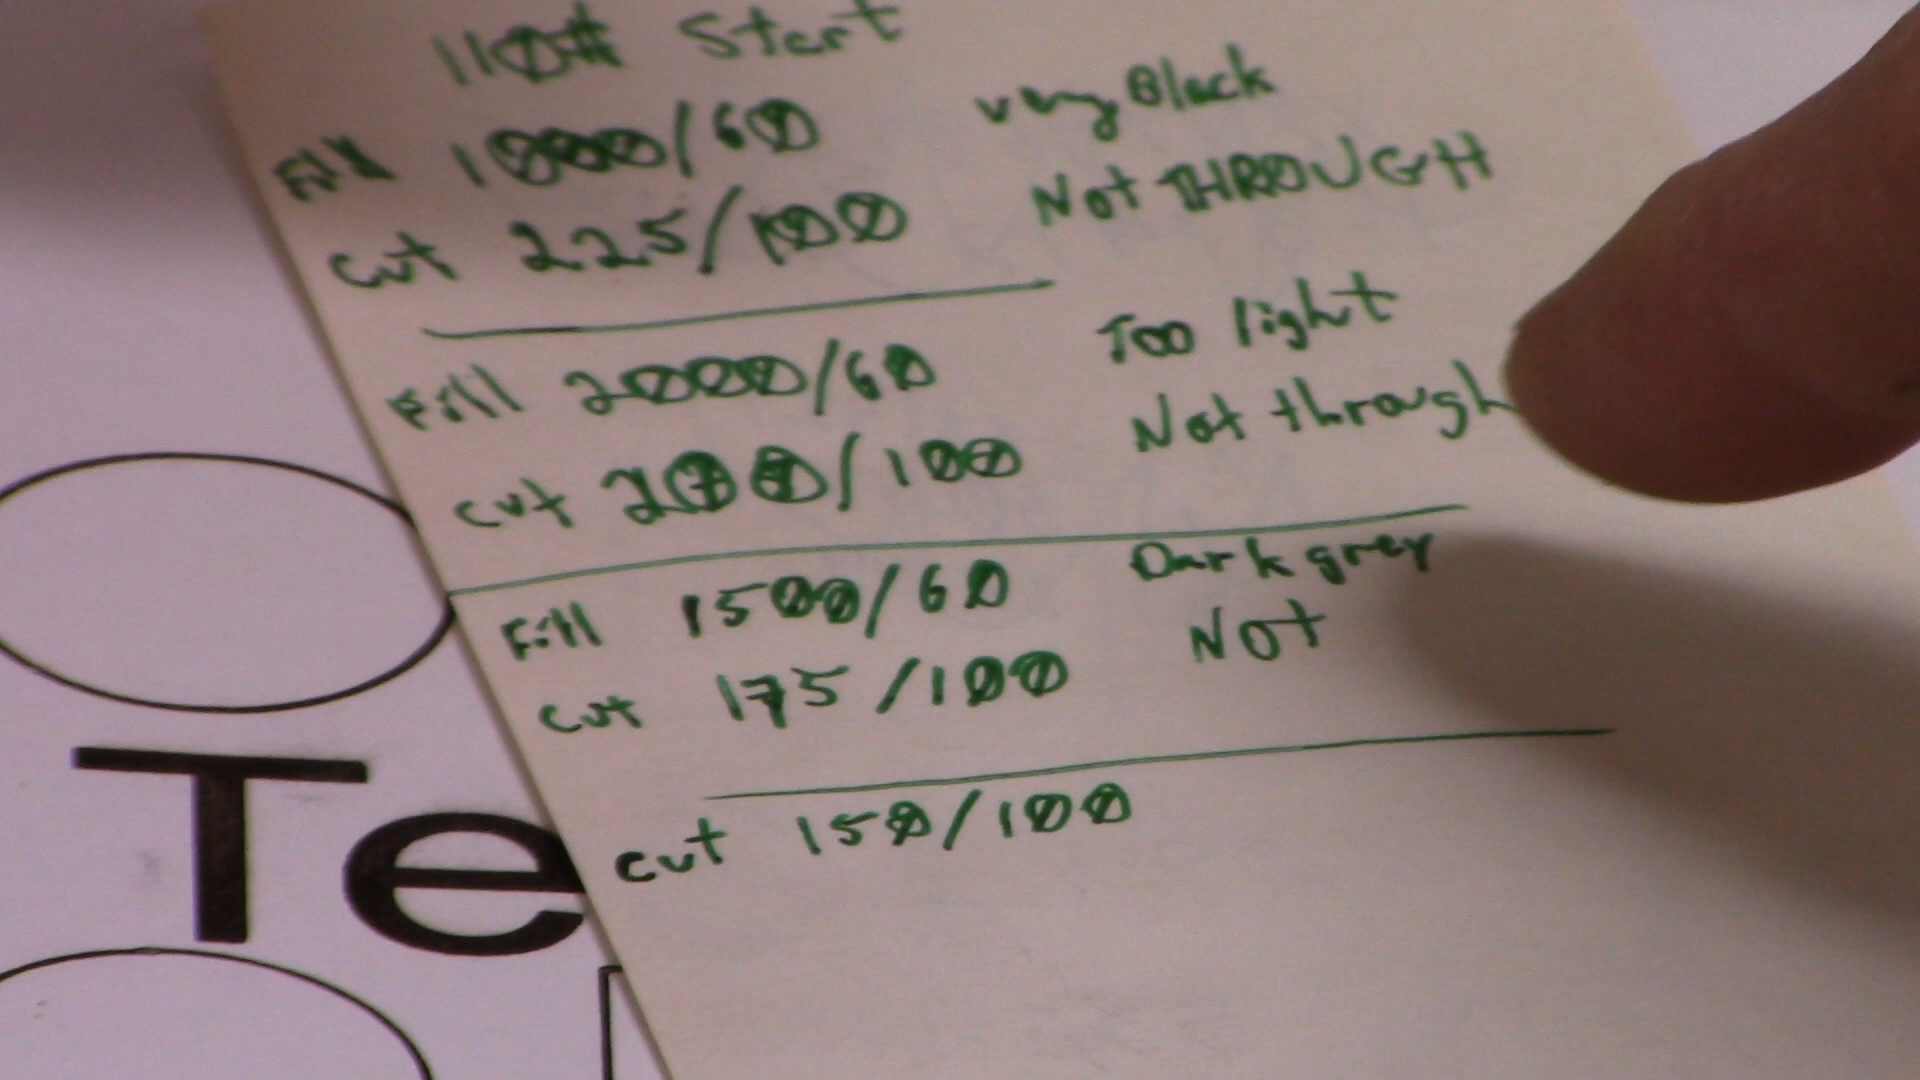 110# Start
Fill 1000/60 very Black
cut 225/100 Not THROUGH
Fill 2000/60 Too light
cut 200/100 Not through
Fill 1500/60 Dark grey
cut 175/100 Not
cut 150/100
Te